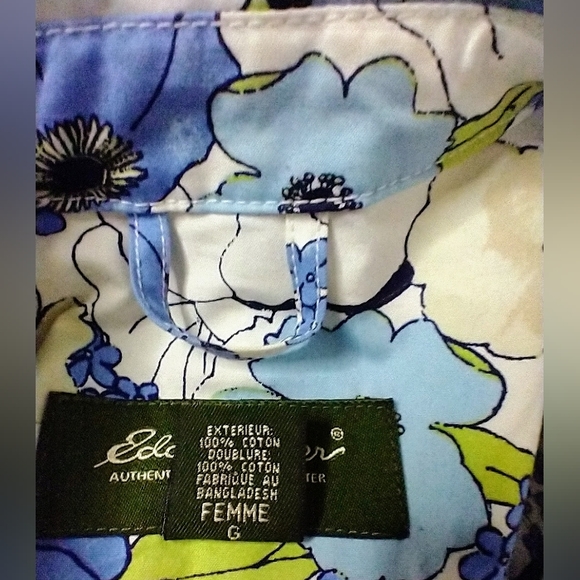 EXTERIEUR:
100% COTON
DOUBLURE:
100% COTON
FABRIQUE AU
BANGLADESH
FEMME
G
®